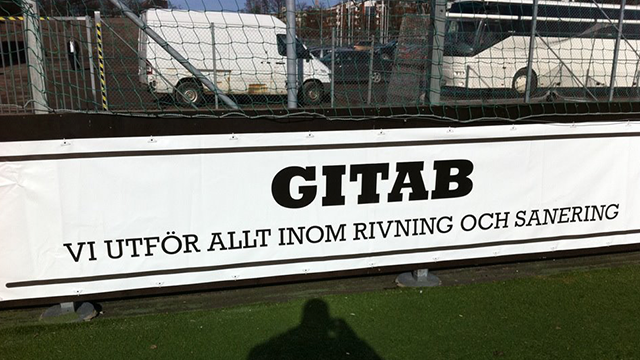 GITAB
VI UTFÖR ALLT INOM RIVNING OCH SANERING